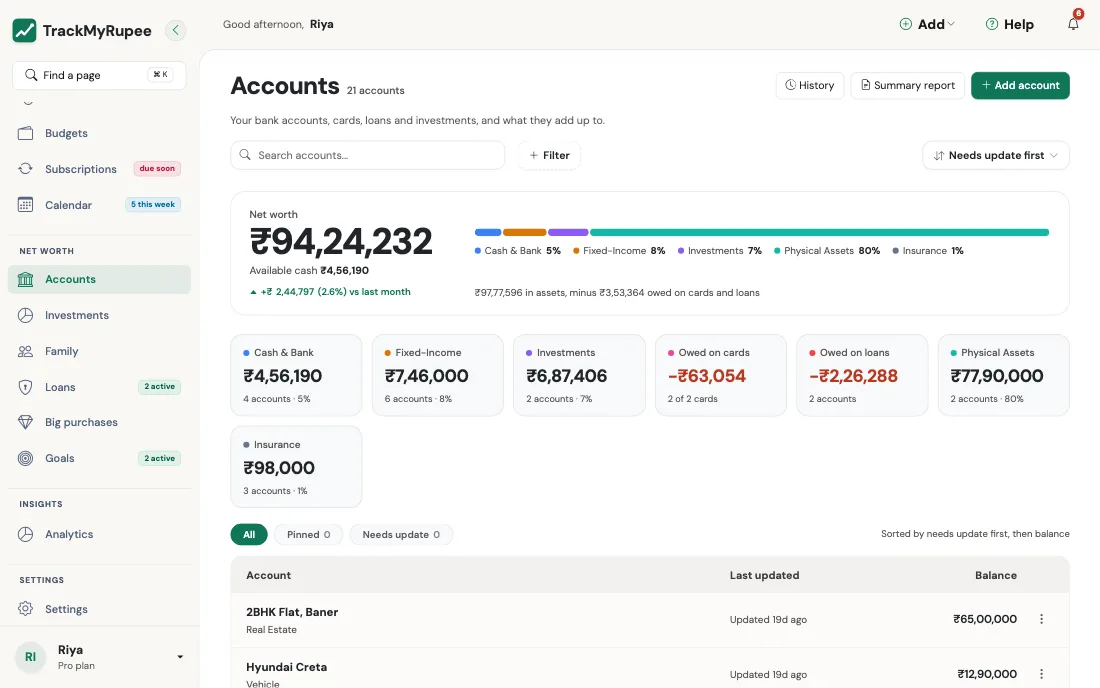 TrackMyRupee
Find a page ⌘ K
Budgets
Subscriptions due soon
Calendar 5 this week
NET WORTH
Accounts
Investments
Family
Loans 2 active
Big purchases
Goals 2 active
INSIGHTS
Analytics
SETTINGS
Settings
RI
Riya
Pro plan
Good afternoon, Riya
Add
Help
6
Accounts 21 accounts
History
Summary report
+ Add account
Your bank accounts, cards, loans and investments, and what they add up to.
Search accounts...
+ Filter
Needs update first
Net worth
₹94,24,232
Available cash ₹4,56,190
+₹ 2,44,797 (2.6%) vs last month
Cash & Bank 5% Fixed-Income 8% Investments 7% Physical Assets 80% Insurance 1%
₹97,77,596 in assets, minus ₹3,53,364 owed on cards and loans
Cash & Bank
₹4,56,190
4 accounts · 5%
Fixed-Income
₹7,46,000
6 accounts · 8%
Investments
₹6,87,406
2 accounts · 7%
Owed on cards
-₹63,054
2 of 2 cards
Owed on loans
-₹2,26,288
2 accounts
Physical Assets
₹77,90,000
2 accounts · 80%
Insurance
₹98,000
3 accounts · 1%
All
Pinned 0
Needs update 0
Sorted by needs update first, then balance
Account Last updated Balance
2BHK Flat, Baner
Real Estate
Updated 19d ago
₹65,00,000
Hyundai Creta
Vehicle
Updated 19d ago
₹12,90,000